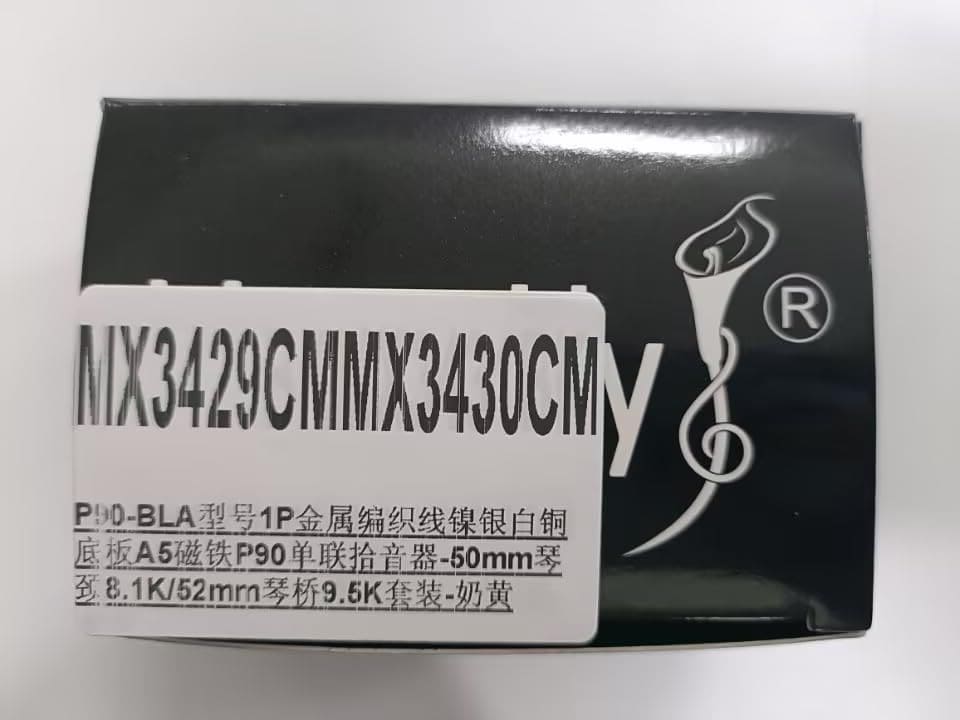 MX3429CMMX3430CM
y
®
P90-BLA型号1P金属编织线镍银白铜
底板A5磁铁P90单联拾音器-50mm琴
颈8.1K/52mm琴桥9.5K套装-奶黄